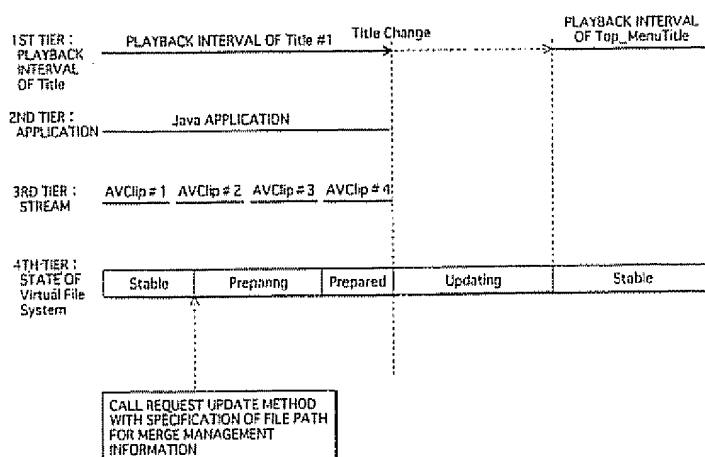 1ST TIER :
PLAYBACK
INTERVAL
OF Title
PLAYBACK INTERVAL OF Title #1
Title Change
PLAYBACK INTERVAL
OF Top_MenuTitle
2ND TIER :
APPLICATION
Java APPLICATION
3RD TIER :
STREAM
AVClip # 1 AVClip # 2 AVClip # 3 AVClip # 4
4TH TIER :
STATE OF
Virtual File
System
Stable Preparing Prepared Updating Stable
CALL REQUEST UPDATE METHOD
WITH SPECIFICATION OF FILE PATH
FOR MERGE MANAGEMENT
INFORMATION